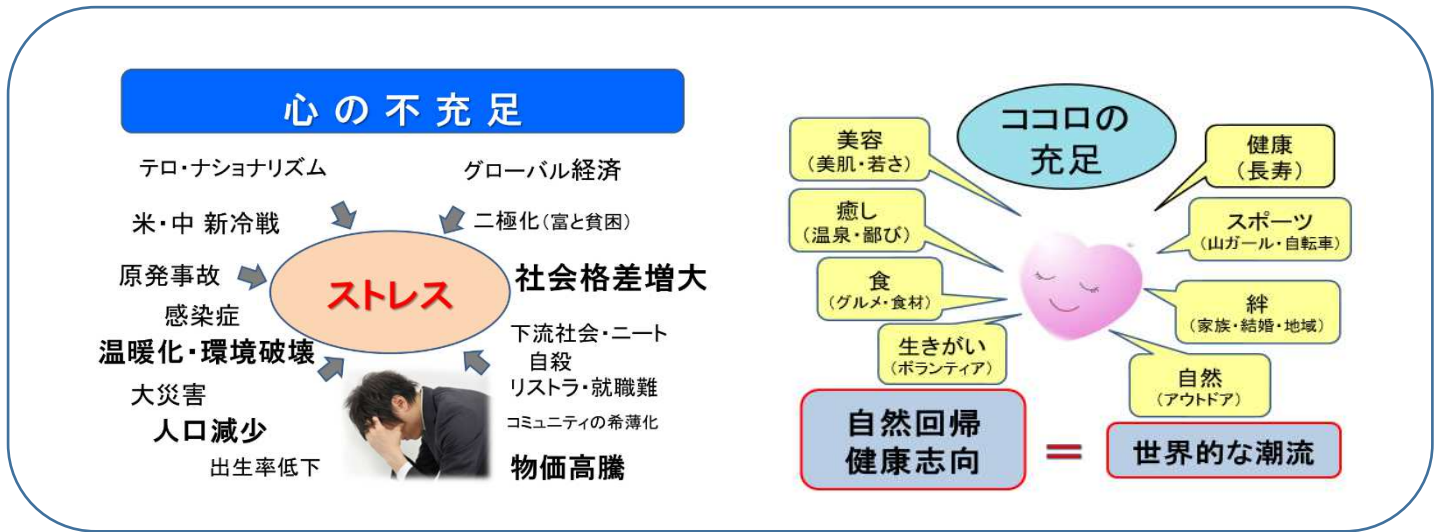 心の不充足
テロ・ナショナリズム
グローバル経済
米・中 新冷戦
二極化(富と貧困)
原発事故
ストレス
社会格差増大
感染症
温暖化・環境破壊
下流社会・ニート
自殺
大災害
リストラ・就職難
人口減少
コミュニティの希薄化
出生率低下
物価高騰
ココロの
充足
美容
(美肌・若さ)
健康
(長寿)
癒し
(温泉・鄙び)
スポーツ
(山ガール・自転車)
食
(グルメ・食材)
絆
(家族・結婚・地域)
生きがい
(ボランティア)
自然
(アウトドア)
自然回帰
健康志向
=
世界的な潮流